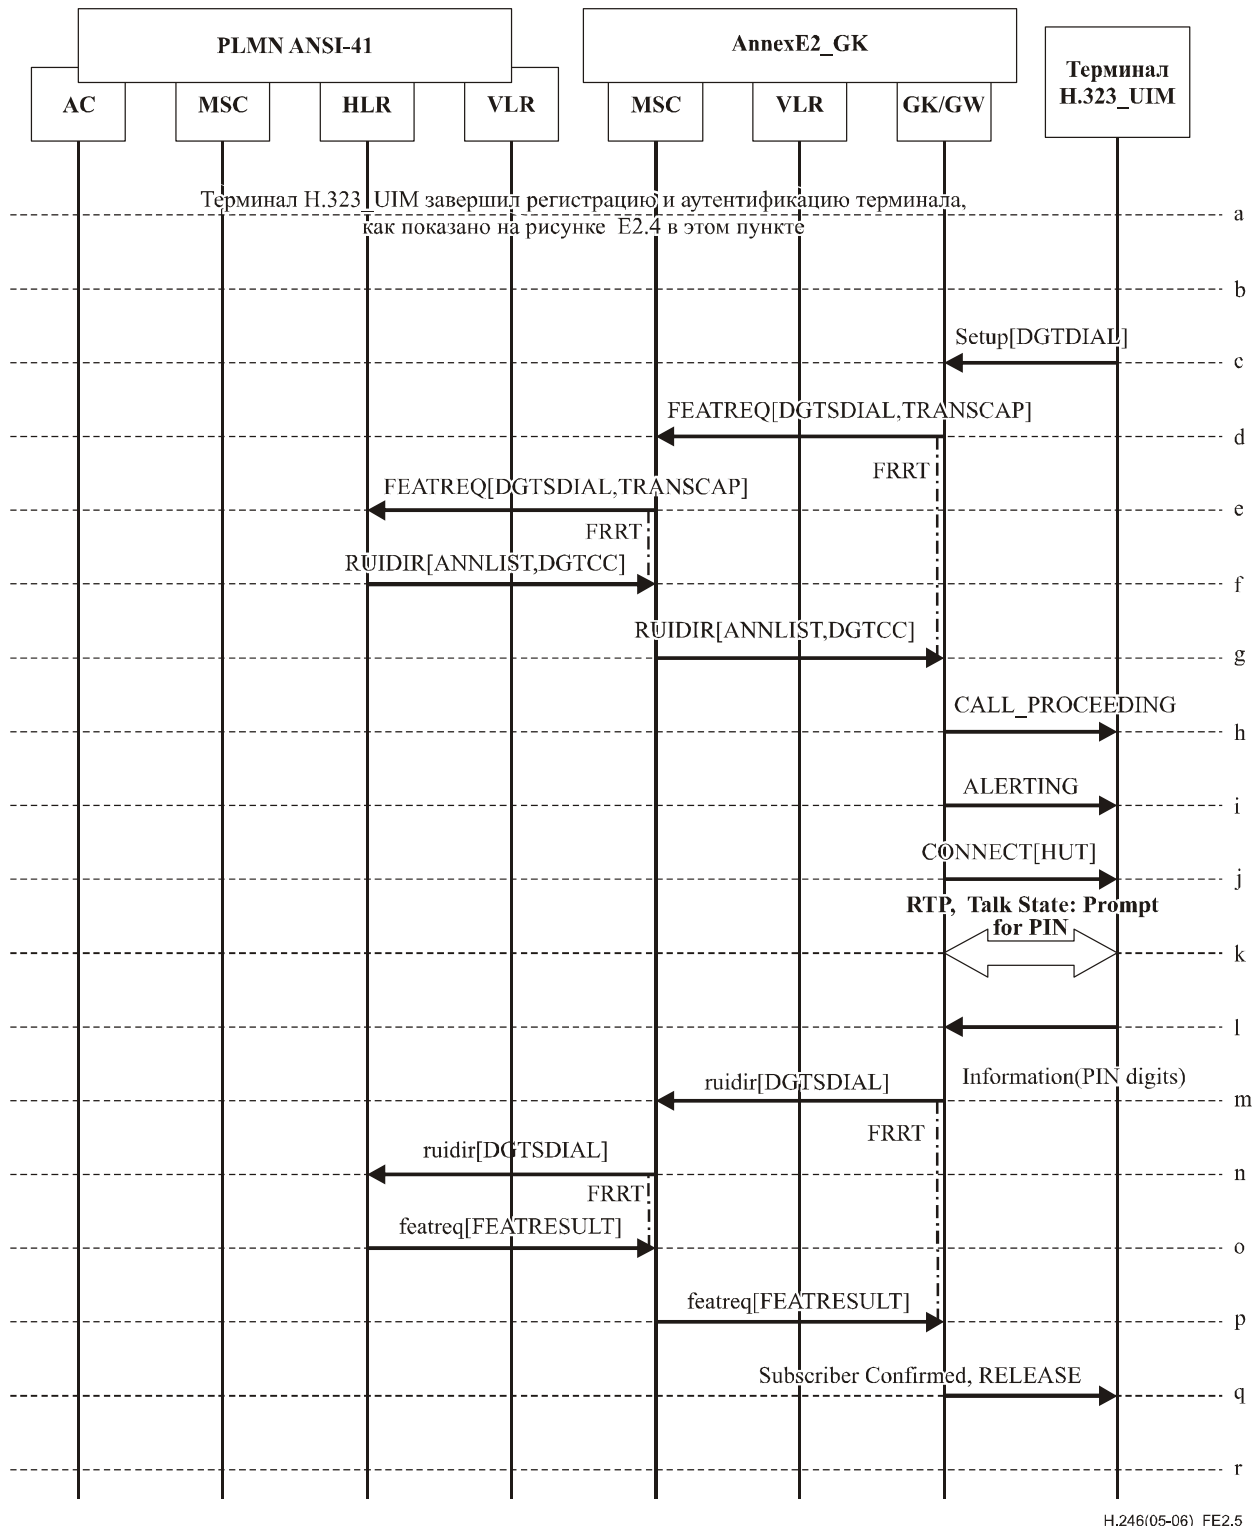 PLMN ANSI-41
AnnexE2_GK
Терминал
H.323_UIM
AC
MSC
HLR
VLR
MSC
VLR
GK/GW
Терминал H.323_UIM завершил регистрацию и аутентификацию терминала,
как показано на рисунке E2.4 в этом пункте
a
b
Setup[DGTDIAL]
c
FEATREQ[DGTSDIAL,TRANSCAP]
d
FRRT
FEATREQ[DGTSDIAL,TRANSCAP]
e
FRRT
RUIDIR[ANNLIST,DGTCC]
f
RUIDIR[ANNLIST,DGTCC]
g
CALL_PROCEEDING
h
ALERTING
i
CONNECT[HUT]
j
RTP, Talk State: Prompt
for PIN
k
l
Information(PIN digits)
ruidir[DGTSDIAL]
m
FRRT
ruidir[DGTSDIAL]
n
FRRT
featreq[FEATRESULT]
o
featreq[FEATRESULT]
p
Subscriber Confirmed, RELEASE
q
r
H.246(05-06)_FE2.5